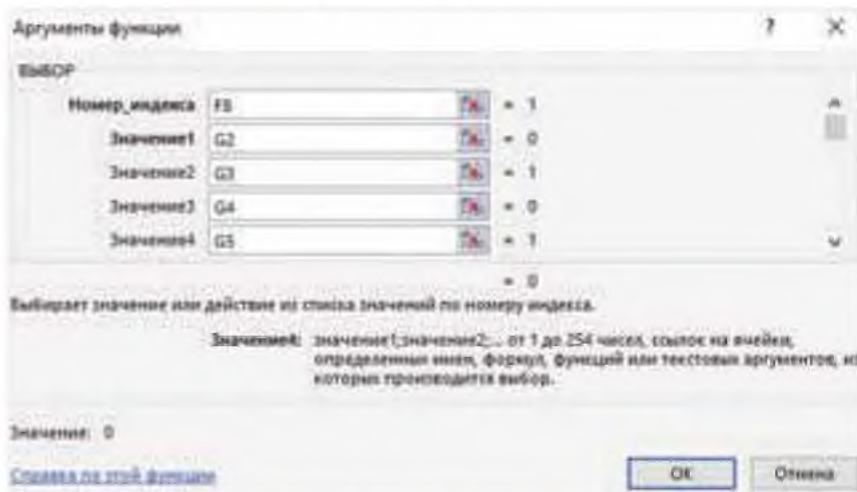 Аргументы функции ? ×
ВЫБОР
Номер_индекса F8 = 1
Значение1 G2 = 0
Значение2 G3 = 1
Значение3 G4 = 0
Значение4 G5 = 1
= 0
Выбирает значение или действие из списка значений по номеру индекса.
Значение4: значение1;значение2;... от 1 до 254 чисел, ссылок на ячейки,
определенных имен, формул, функций или текстовых аргументов, из
которых производится выбор.
Значение: 0
Справка по этой функции
ОК
Отмена